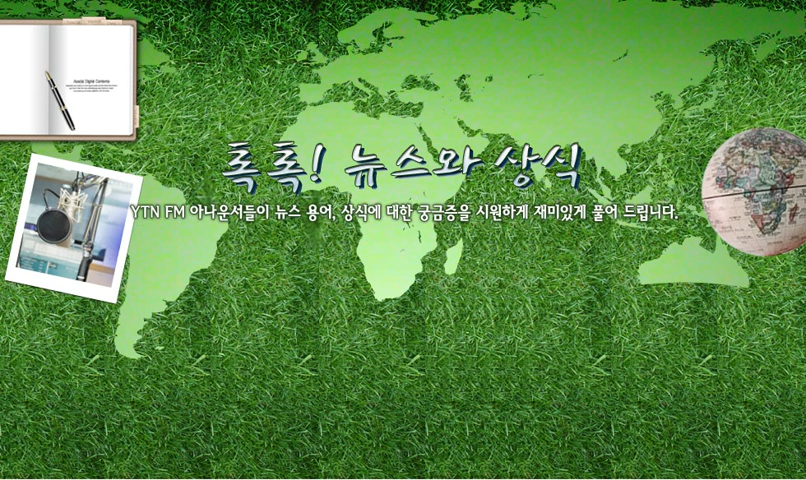 톡톡! 뉴스와 상식
YTN FM 아나운서들이 뉴스 용어, 상식에 대한 궁금증을 시원하게 재미있게 풀어 드립니다.